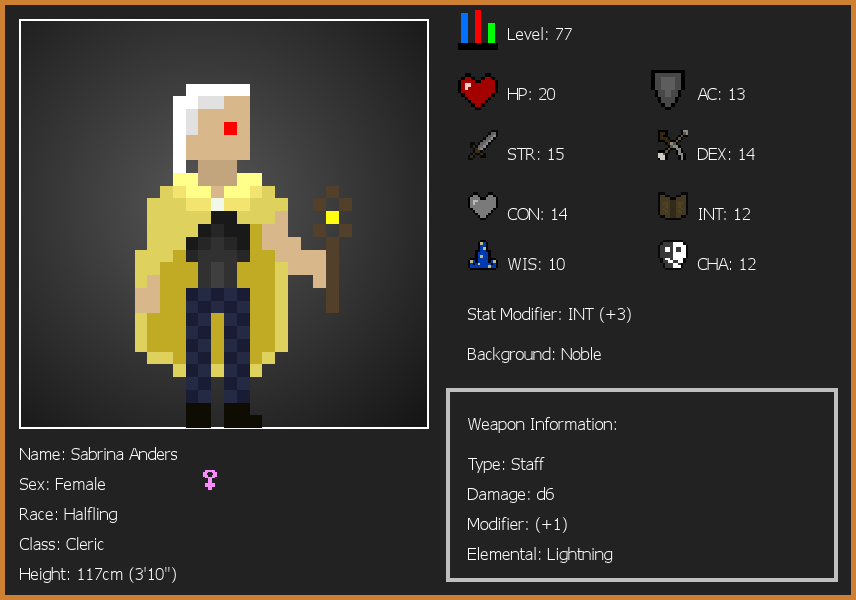 Level: 77
HP: 20
AC: 13
STR: 15
DEX: 14
CON: 14
INT: 12
WIS: 10
CHA: 12
Stat Modifier: INT (+3)
Background: Noble
Weapon Information:
Type: Staff
Damage: d6
Modifier: (+1)
Elemental: Lightning
Name: Sabrina Anders
Sex: Female
Race: Halfling
Class: Cleric
Height: 117cm (3'10")